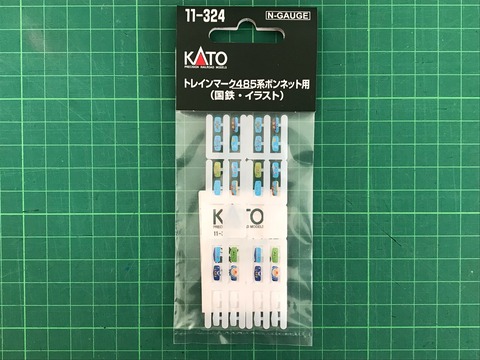 11-324
N-GAUGE
KATO
PRECISION RAILROAD MODELS
トレインマーク485系ボンネット用
(国鉄・イラスト)
KATO
11-